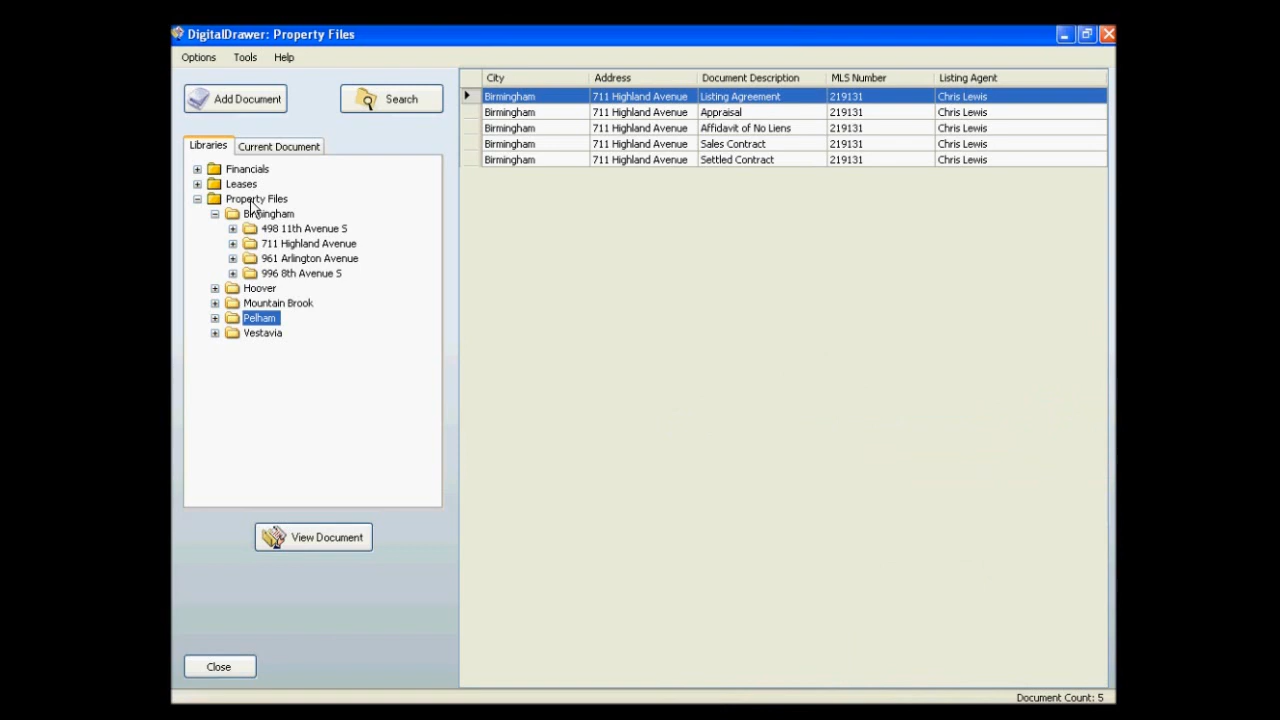 DigitalDrawer: Property Files
Options Tools Help
Add Document Search
Libraries Current Document
Financials
Leases
Property Files
Birmingham
498 11th Avenue S
711 Highland Avenue
961 Arlington Avenue
996 8th Avenue S
Hoover
Mountain Brook
Pelham
Vestavia
View Document
Close
City Address Document Description MLS Number Listing Agent
Birmingham 711 Highland Avenue Listing Agreement 219131 Chris Lewis
Birmingham 711 Highland Avenue Appraisal 219131 Chris Lewis
Birmingham 711 Highland Avenue Affidavit of No Liens 219131 Chris Lewis
Birmingham 711 Highland Avenue Sales Contract 219131 Chris Lewis
Birmingham 711 Highland Avenue Settled Contract 219131 Chris Lewis
Document Count: 5